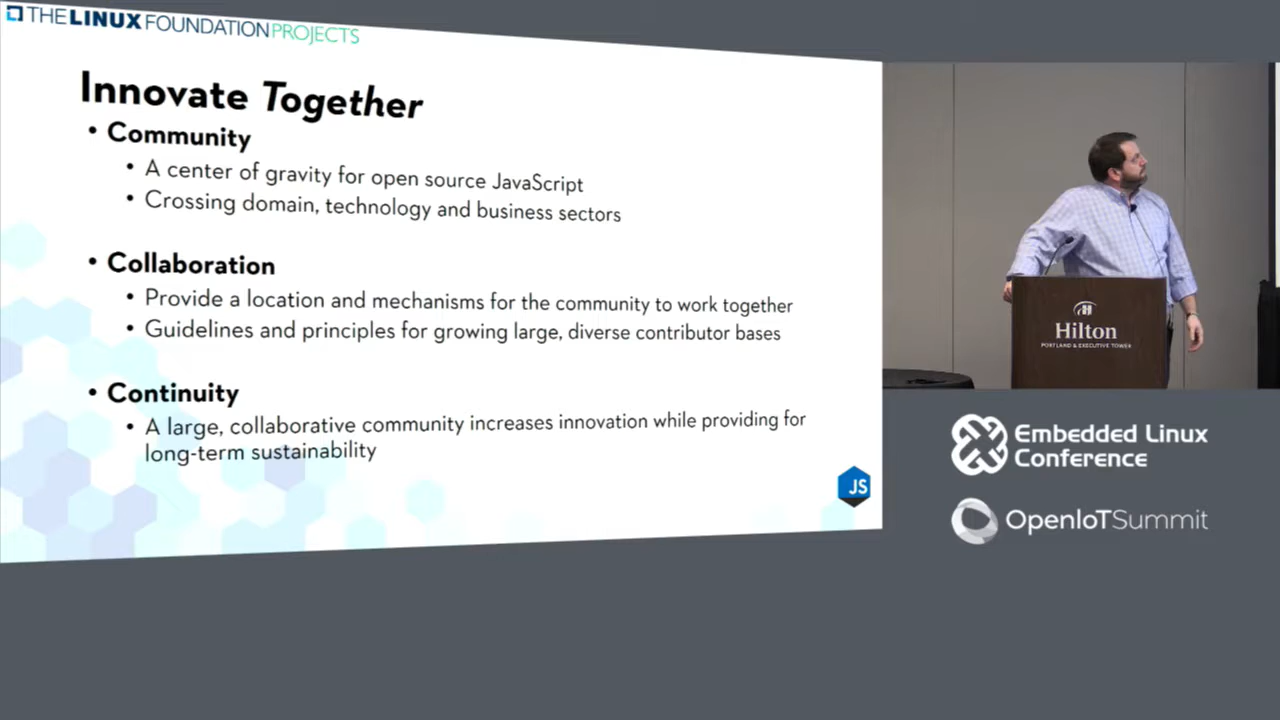 THE LINUX FOUNDATION PROJECTS
Innovate Together
• Community
• A center of gravity for open source JavaScript
• Crossing domain, technology and business sectors
• Collaboration
• Provide a location and mechanisms for the community to work together
• Guidelines and principles for growing large, diverse contributor bases
• Continuity
• A large, collaborative community increases innovation while providing for
long-term sustainability
JS
Hilton
PORTLAND & EXECUTIVE TOWER
Embedded Linux
Conference
OpenIoTSummit